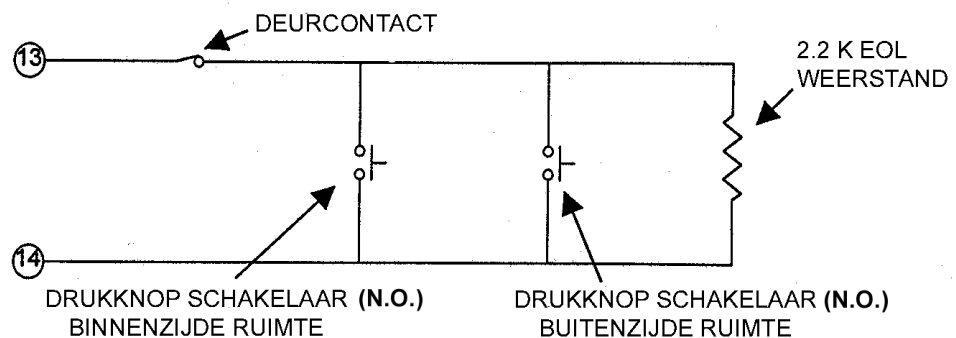 DEURCONTACT
13
2.2 K EOL
WEERSTAND
14
DRUKKNOP SCHAKELAAR (N.O.)
BINNENZIJDE RUIMTE
DRUKKNOP SCHAKELAAR (N.O.)
BUITENZIJDE RUIMTE